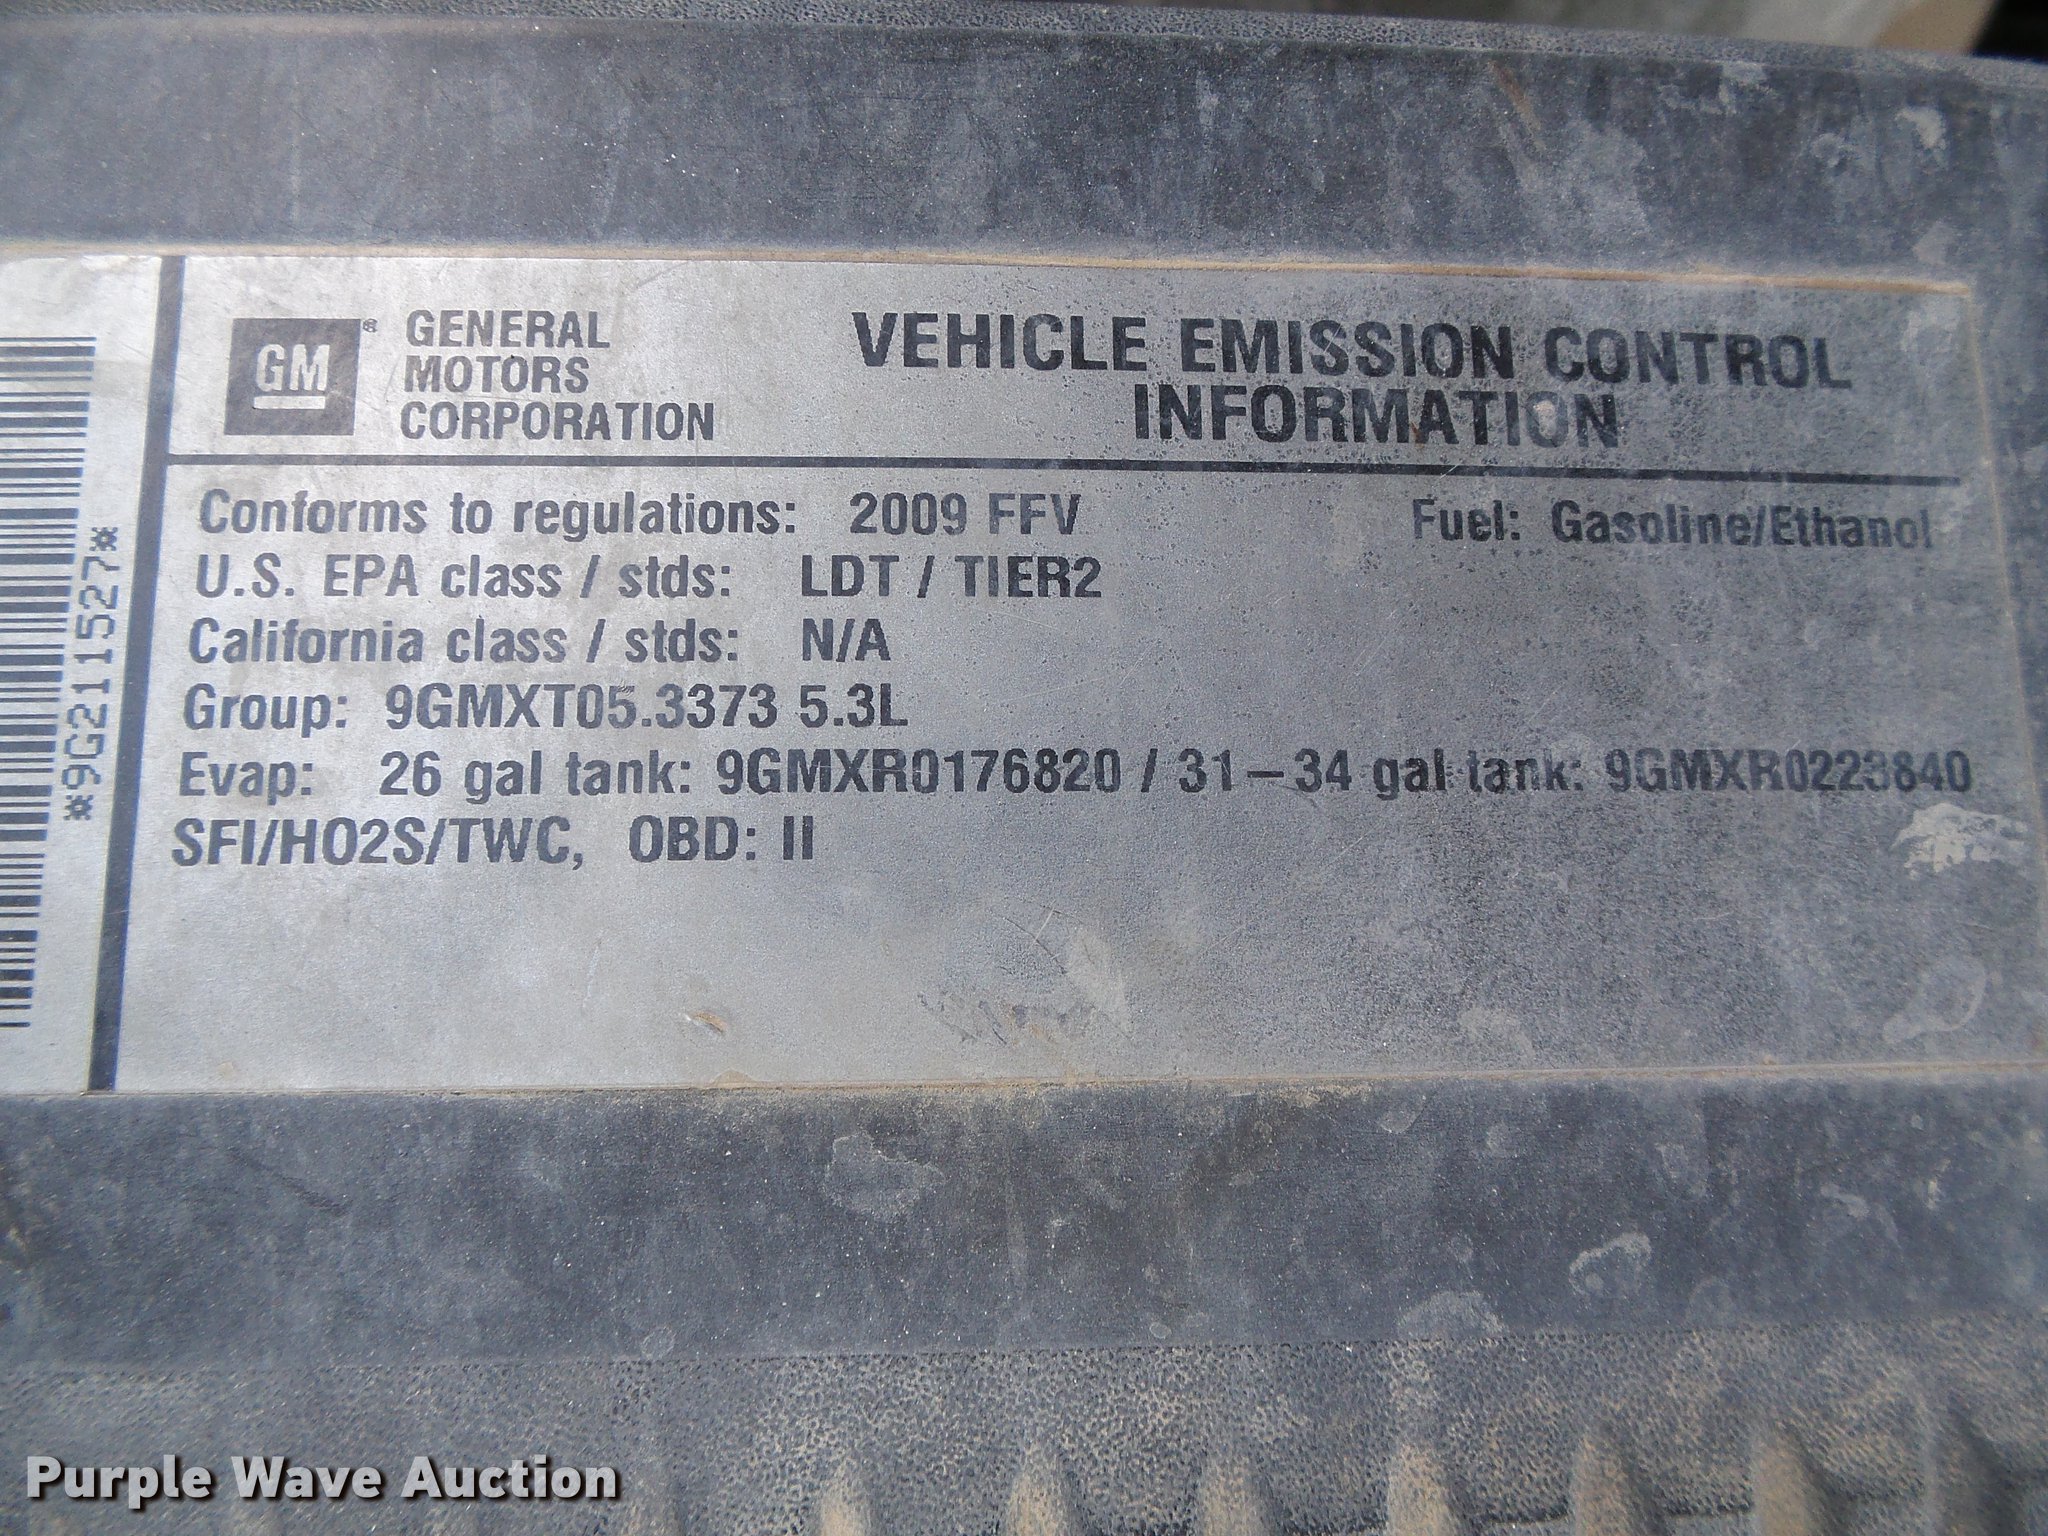 GM®
GENERAL
MOTORS
CORPORATION
VEHICLE EMISSION CONTROL
INFORMATION
Conforms to regulations: 2009 FFV Fuel: Gasoline/Ethanol
U.S. EPA class / stds: LDT / TIER2
California class / stds: N/A
Group: 9GMXT05.3373 5.3L
Evap: 26 gal tank: 9GMXR0176820 / 31–34 gal tank: 9GMXR0223840
SFI/HO2S/TWC, OBD: II
*9G211527*
Purple Wave Auction